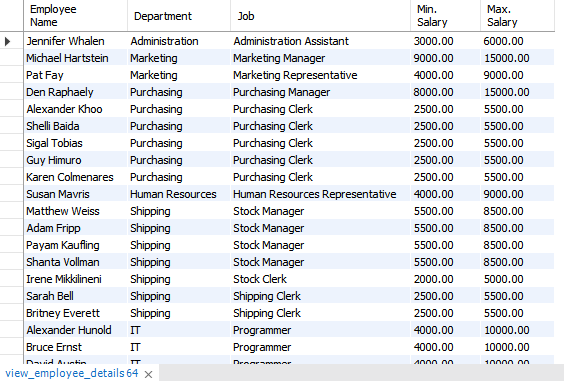 Employee Name Department Job Min. Salary Max. Salary
Jennifer Whalen Administration Administration Assistant 3000.00 6000.00
Michael Hartstein Marketing Marketing Manager 9000.00 15000.00
Pat Fay Marketing Marketing Representative 4000.00 9000.00
Den Raphaely Purchasing Purchasing Manager 8000.00 15000.00
Alexander Khoo Purchasing Purchasing Clerk 2500.00 5500.00
Shelli Baida Purchasing Purchasing Clerk 2500.00 5500.00
Sigal Tobias Purchasing Purchasing Clerk 2500.00 5500.00
Guy Himuro Purchasing Purchasing Clerk 2500.00 5500.00
Karen Colmenares Purchasing Purchasing Clerk 2500.00 5500.00
Susan Mavris Human Resources Human Resources Representative 4000.00 9000.00
Matthew Weiss Shipping Stock Manager 5500.00 8500.00
Adam Fripp Shipping Stock Manager 5500.00 8500.00
Payam Kaufling Shipping Stock Manager 5500.00 8500.00
Shanta Vollman Shipping Stock Manager 5500.00 8500.00
Irene Mikkilineni Shipping Stock Clerk 2000.00 5000.00
Sarah Bell Shipping Shipping Clerk 2500.00 5500.00
Britney Everett Shipping Shipping Clerk 2500.00 5500.00
Alexander Hunold IT Programmer 4000.00 10000.00
Bruce Ernst IT Programmer 4000.00 10000.00
David Austin IT Programmer 4000.00 10000.00
view_employee_details64